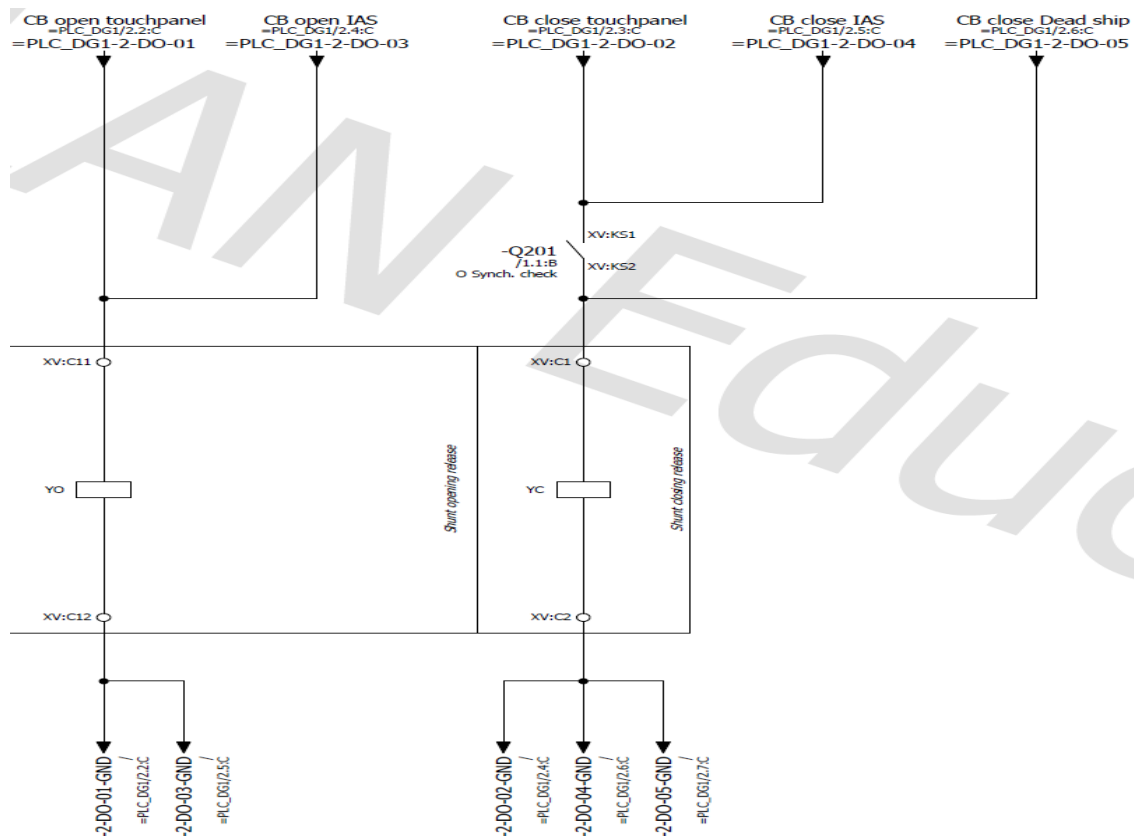 CB open touchpanel
=PLC_DG1/2.2:C
=PLC_DG1-2-DO-01
CB open IAS
=PLC_DG1/2.4:C
=PLC_DG1-2-DO-03
CB close touchpanel
=PLC_DG1/2.3:C
=PLC_DG1-2-DO-02
CB close IAS
=PLC_DG1/2.5:C
=PLC_DG1-2-DO-04
CB close Dead ship
=PLC_DG1/2.6:C
=PLC_DG1-2-DO-05
AN Educ
XV:KS1
-Q201
/1.1:B
O Synch. check
XV:KS2
XV:C11
XV:C1
YO
Shunt opening release
YC
Shunt closing release
XV:C12
XV:C2
-2-DO-01-GND
/
=PLC_DG1/2.2:C
-2-DO-03-GND
/
=PLC_DG1/2.5:C
-2-DO-02-GND
/
=PLC_DG1/2.4:C
-2-DO-04-GND
/
=PLC_DG1/2.6:C
-2-DO-05-GND
/
=PLC_DG1/2.7:C